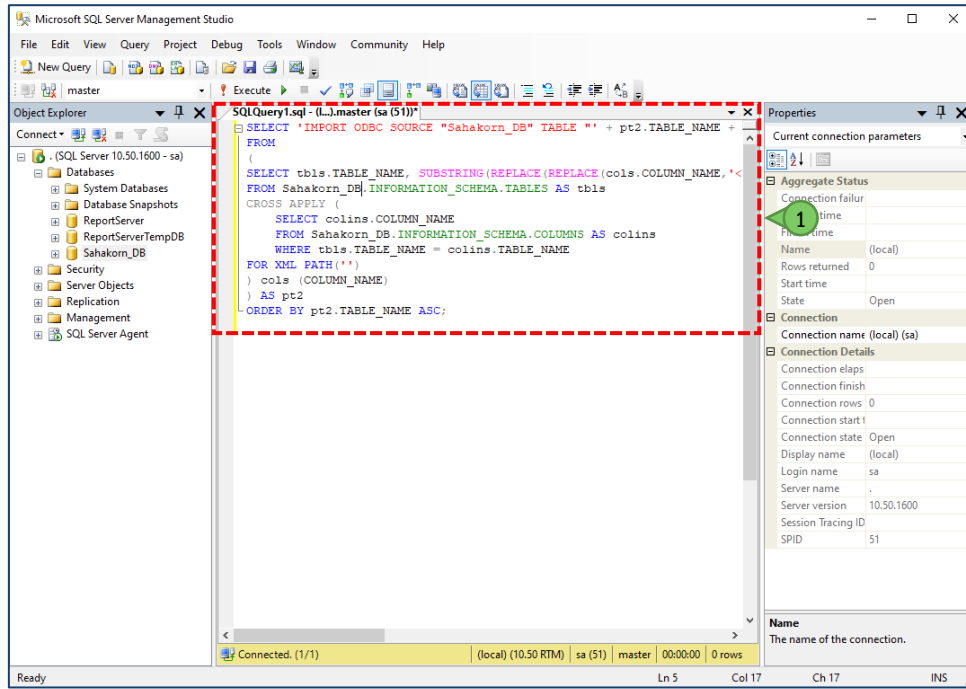 Microsoft SQL Server Management Studio
File Edit View Query Project Debug Tools Window Community Help
New Query
master
Execute
Object Explorer
Connect
. (SQL Server 10.50.1600 - sa)
Databases
System Databases
Database Snapshots
ReportServer
ReportServerTempDB
Sahakorn_DB
Security
Server Objects
Replication
Management
SQL Server Agent
SQLQuery1.sql - (l...).master (sa (51))*
SELECT 'IMPORT ODBC SOURCE "Sahakorn_DB" TABLE "' + pt2.TABLE_NAME +
FROM
(
SELECT tbls.TABLE_NAME, SUBSTRING(REPLACE(REPLACE(cols.COLUMN_NAME,'<
FROM Sahakorn_DB.INFORMATION_SCHEMA.TABLES AS tbls
CROSS APPLY (
SELECT colins.COLUMN_NAME
FROM Sahakorn_DB.INFORMATION_SCHEMA.COLUMNS AS colins
WHERE tbls.TABLE_NAME = colins.TABLE_NAME
FOR XML PATH('')
) cols (COLUMN_NAME)
) AS pt2
ORDER BY pt2.TABLE_NAME ASC;
1
Connected. (1/1) (local) (10.50 RTM) sa (51) master 00:00:00 0 rows
Properties
Current connection parameters
Aggregate Status
Connection failur
time
time
Name (local)
Rows returned 0
Start time
State Open
Connection
Connection name (local) (sa)
Connection Details
Connection elaps
Connection finish
Connection rows 0
Connection start t
Connection state Open
Display name (local)
Login name sa
Server name .
Server version 10.50.1600
Session Tracing ID
SPID 51
Name
The name of the connection.
Ready Ln 5 Col 17 Ch 17 INS